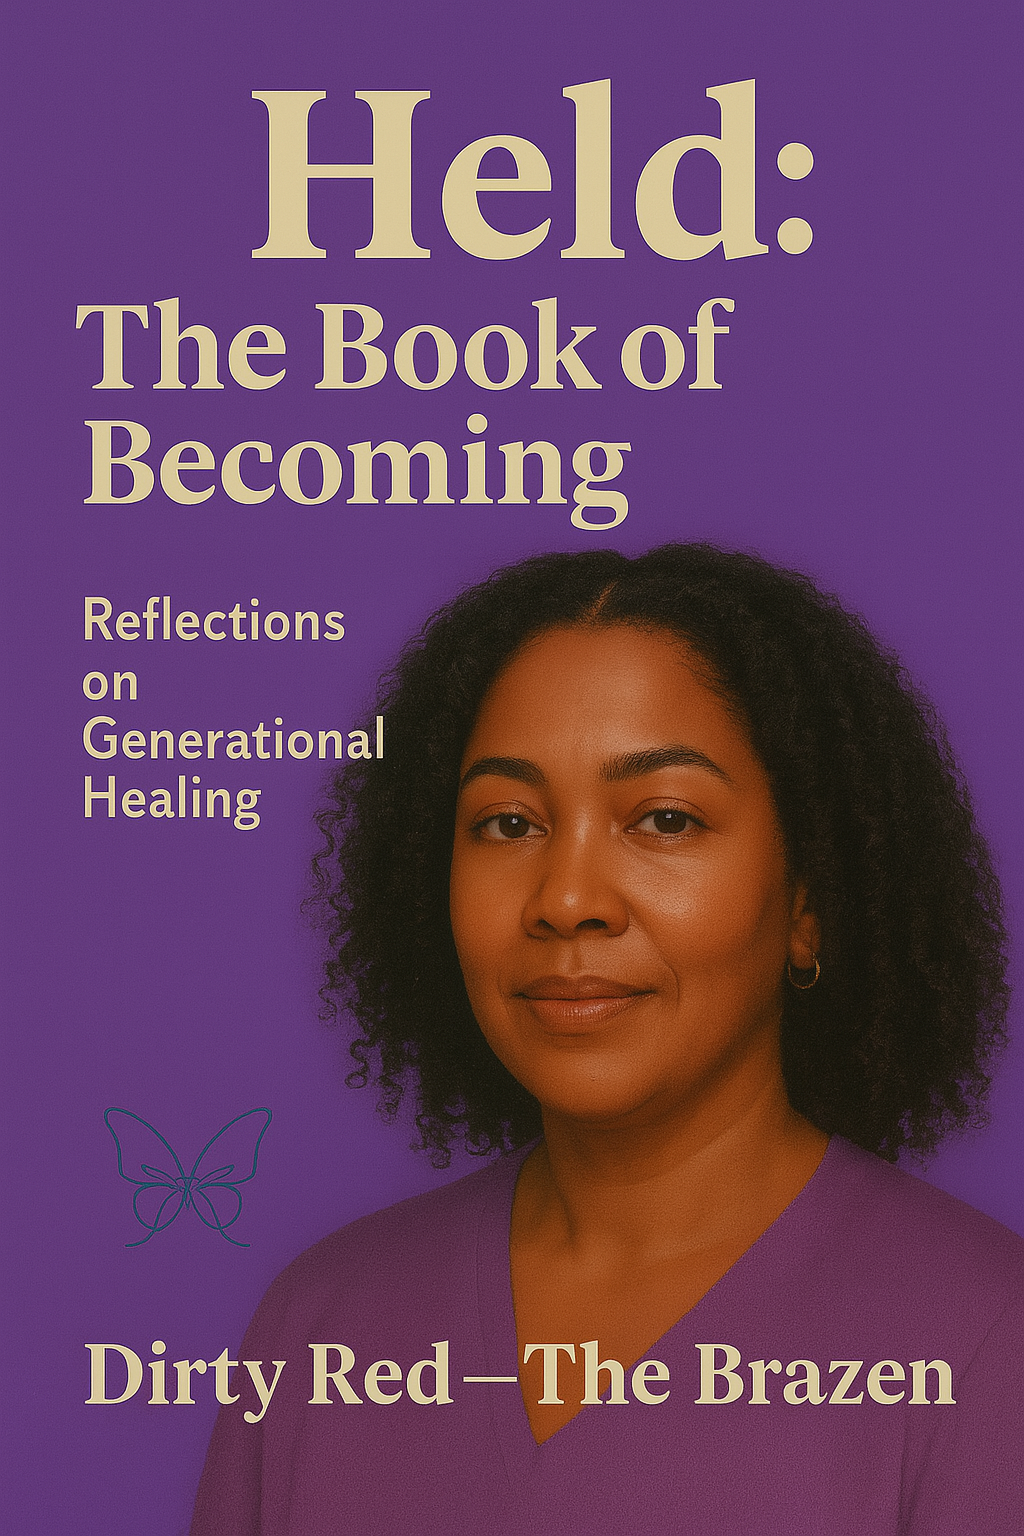 Held:
The Book of
Becoming
Reflections
on
Generational
Healing
Dirty Red—The Brazen